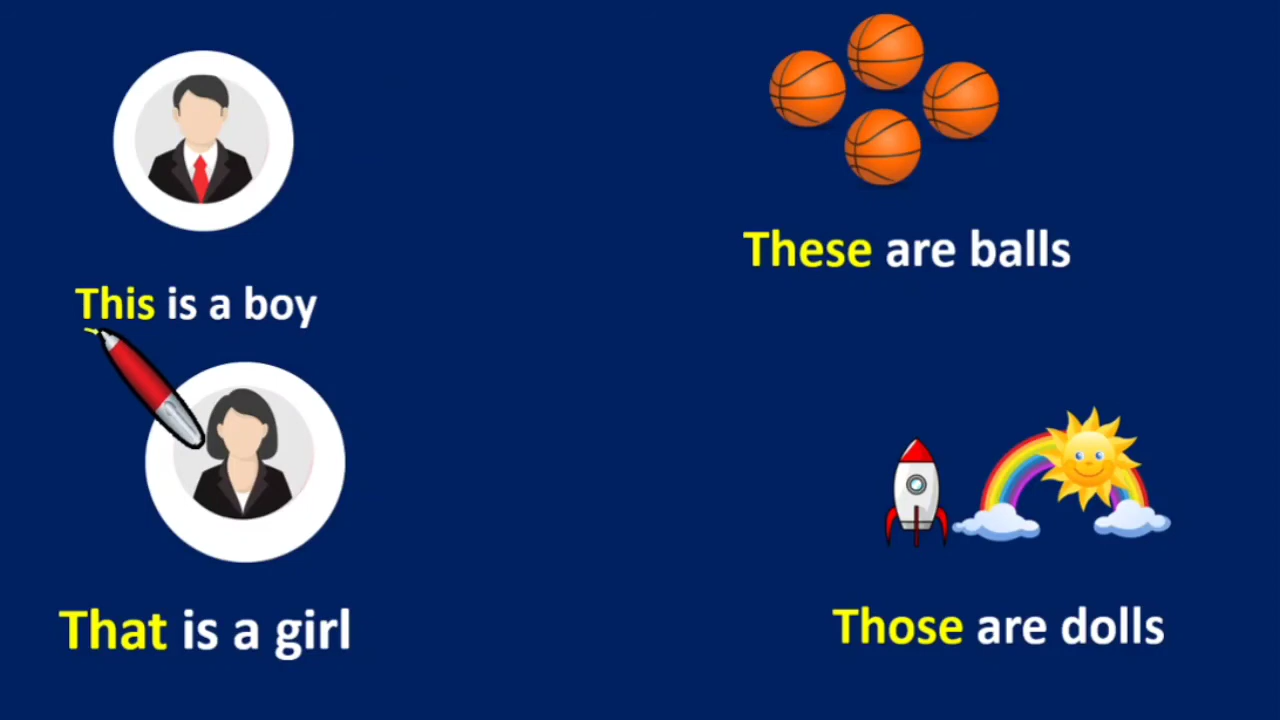 This is a boy
These are balls
That is a girl
Those are dolls